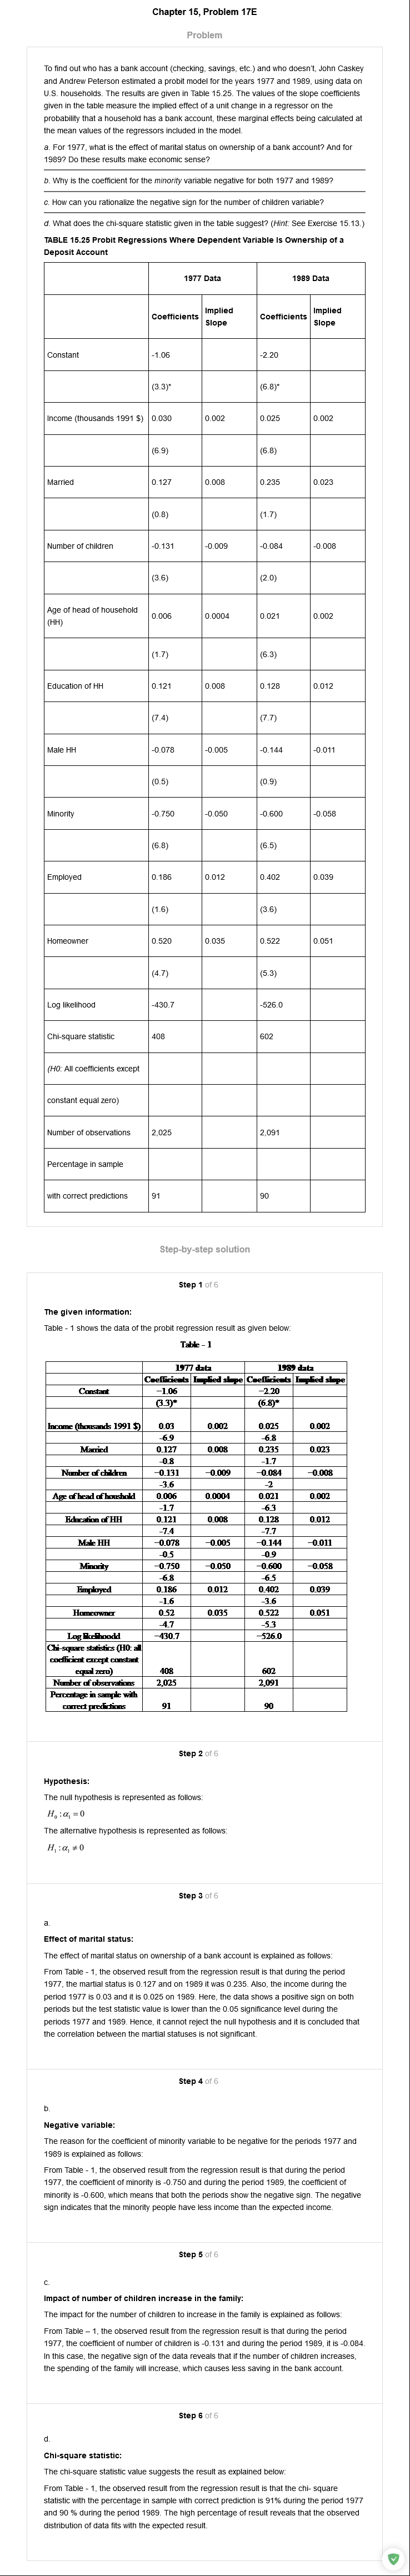 Chapter 15, Problem 17E
Problem
To find out who has a bank account (checking, savings, etc.) and who doesn't, John Caskey
and Andrew Peterson estimated a probit model for the years 1977 and 1989, using data on
U.S. households. The results are given in Table 15.25. The values of the slope coefficients
given in the table measure the implied effect of a unit change in a regressor on the
probability that a household has a bank account, these marginal effects being calculated at
the mean values of the regressors included in the model.
a. For 1977, what is the effect of marital status on ownership of a bank account? And for
1989? Do these results make economic sense?
b. Why is the coefficient for the minority variable negative for both 1977 and 1989?
c. How can you rationalize the negative sign for the number of children variable?
d. What does the chi-square statistic given in the table suggest? (Hint: See Exercise 15.13.)
TABLE 15.25 Probit Regressions Where Dependent Variable Is Ownership of a
Deposit Account
1977 Data 1989 Data
Coefficients Implied Slope Coefficients Implied Slope
Constant -1.06 -2.20
(3.3)* (6.8)*
Income (thousands 1991 $) 0.030 0.002 0.025 0.002
(6.9) (6.8)
Married 0.127 0.008 0.235 0.023
(0.8) (1.7)
Number of children -0.131 -0.009 -0.084 -0.008
(3.6) (2.0)
Age of head of household (HH) 0.006 0.0004 0.021 0.002
(1.7) (6.3)
Education of HH 0.121 0.008 0.128 0.012
(7.4) (7.7)
Male HH -0.078 -0.005 -0.144 -0.011
(0.5) (0.9)
Minority -0.750 -0.050 -0.600 -0.058
(6.8) (6.5)
Employed 0.186 0.012 0.402 0.039
(1.6) (3.6)
Homeowner 0.520 0.035 0.522 0.051
(4.7) (5.3)
Log likelihood -430.7 -526.0
Chi-square statistic 408 602
(H0: All coefficients except
constant equal zero)
Number of observations 2,025 2,091
Percentage in sample
with correct predictions 91 90
Step-by-step solution
Step 1 of 6
The given information:
Table - 1 shows the data of the probit regression result as given below:
Table - 1
1977 data 1989 data
Coefficients Implied slope Coefficients Implied slope
Constant −1.06 −2.20
(3.3)* (6.8)*
Income (thousands 1991 $) 0.03 0.002 0.025 0.002
-6.9 -6.8
Married 0.127 0.008 0.235 0.023
-0.8 -1.7
Number of children −0.131 −0.009 −0.084 −0.008
-3.6 -2
Age of head of houshold 0.006 0.0004 0.021 0.002
-1.7 -6.3
Education of HH 0.121 0.008 0.128 0.012
-7.4 -7.7
Male HH −0.078 −0.005 −0.144 −0.011
-0.5 -0.9
Minority −0.750 −0.050 −0.600 −0.058
-6.8 -6.5
Employed 0.186 0.012 0.402 0.039
-1.6 -3.6
Homeowner 0.52 0.035 0.522 0.051
-4.7 -5.3
Log likelihoodd −430.7 −526.0
Chi-square statistics (H0: all
coefficient except constant
equal zero) 408 602
Number of observations 2,025 2,091
Percentage in sample with
correct predictions 91 90
Step 2 of 6
Hypothesis:
The null hypothesis is represented as follows:
H₀ : α₁ = 0
The alternative hypothesis is represented as follows:
H₁ : α₁ ≠ 0
Step 3 of 6
a.
Effect of marital status:
The effect of marital status on ownership of a bank account is explained as follows:
From Table - 1, the observed result from the regression result is that during the period
1977, the martial status is 0.127 and on 1989 it was 0.235. Also, the income during the
period 1977 is 0.03 and it is 0.025 on 1989. Here, the data shows a positive sign on both
periods but the test statistic value is lower than the 0.05 significance level during the
periods 1977 and 1989. Hence, it cannot reject the null hypothesis and it is concluded that
the correlation between the martial statuses is not significant.
Step 4 of 6
b.
Negative variable:
The reason for the coefficient of minority variable to be negative for the periods 1977 and
1989 is explained as follows:
From Table - 1, the observed result from the regression result is that during the period
1977, the coefficient of minority is -0.750 and during the period 1989, the coefficient of
minority is -0.600, which means that both the periods show the negative sign. The negative
sign indicates that the minority people have less income than the expected income.
Step 5 of 6
c.
Impact of number of children increase in the family:
The impact for the number of children to increase in the family is explained as follows:
From Table – 1, the observed result from the regression result is that during the period
1977, the coefficient of number of children is -0.131 and during the period 1989, it is -0.084.
In this case, the negative sign of the data reveals that if the number of children increases,
the spending of the family will increase, which causes less saving in the bank account.
Step 6 of 6
d.
Chi-square statistic:
The chi-square statistic value suggests the result as explained below:
From Table - 1, the observed result from the regression result is that the chi- square
statistic with the percentage in sample with correct prediction is 91% during the period 1977
and 90 % during the period 1989. The high percentage of result reveals that the observed
distribution of data fits with the expected result.